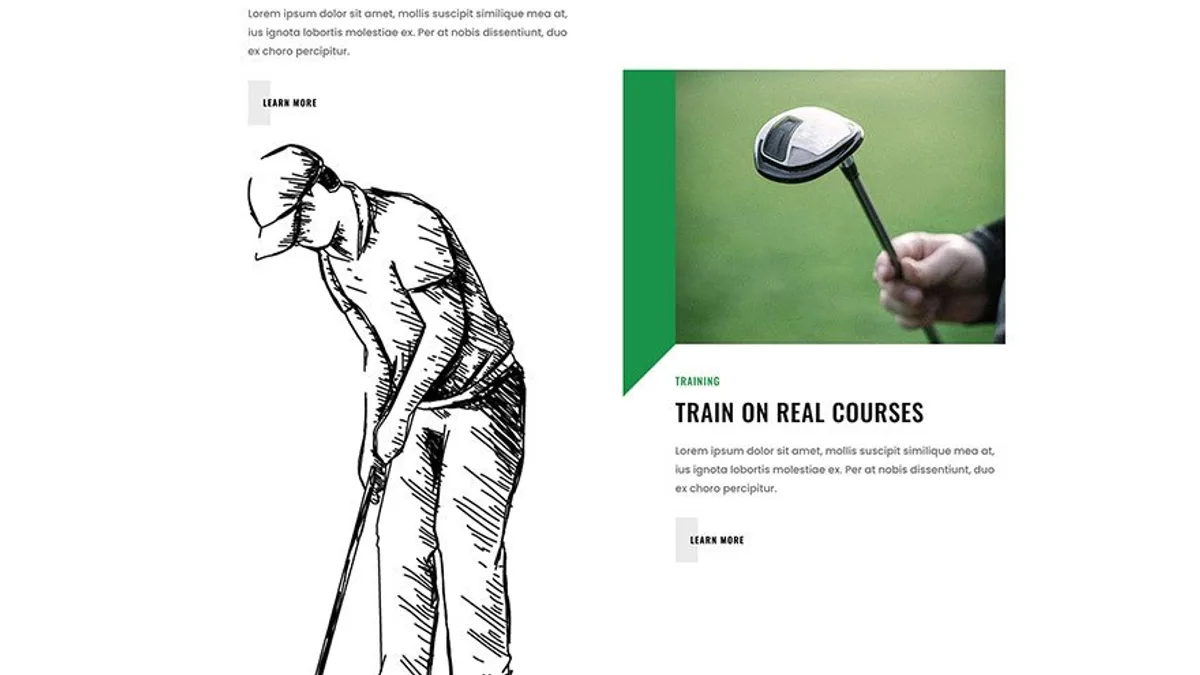 Lorem ipsum dolor sit amet, mollis suscipit similique mea at,
ius ignota lobortis molestiae ex. Per at nobis dissentiunt, duo
ex choro percipitur.
LEARN MORE
TRAINING
TRAIN ON REAL COURSES
Lorem ipsum dolor sit amet, mollis suscipit similique mea at,
ius ignota lobortis molestiae ex. Per at nobis dissentiunt, duo
ex choro percipitur.
LEARN MORE